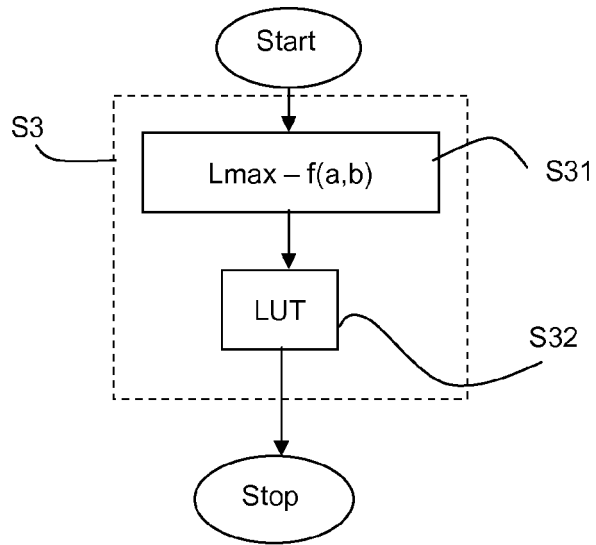 Start
S3
Lmax – f(a,b)
S31
LUT
S32
Stop